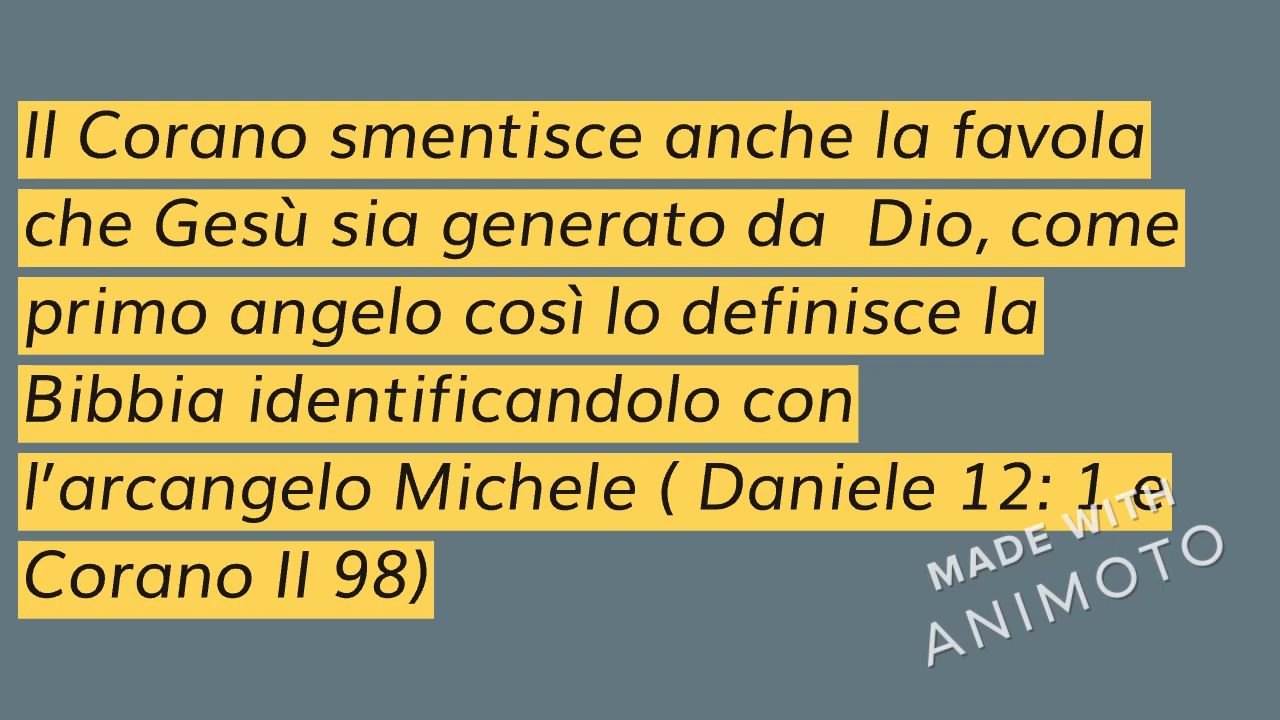 Il Corano smentisce anche la favola
che Gesù sia generato da  Dio, come
primo angelo così lo definisce la
Bibbia identificandolo con
l’arcangelo Michele ( Daniele 12: 1 e
Corano II 98)
MADE WITH
ANIMOTO